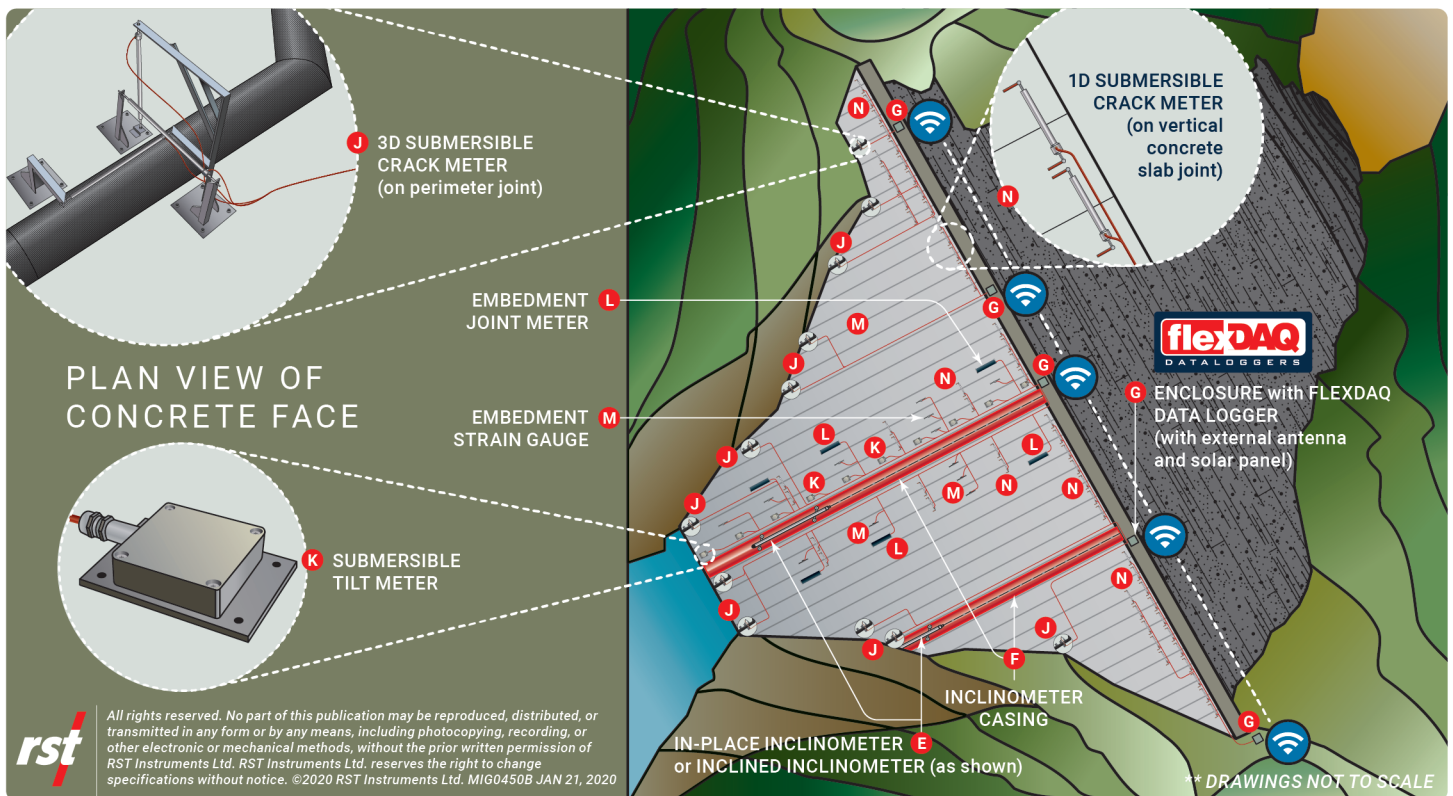 J 3D SUBMERSIBLE
CRACK METER
(on perimeter joint)
1D SUBMERSIBLE
CRACK METER
(on vertical
concrete
slab joint)
N
N
G
J
EMBEDMENT L
JOINT METER
M
G
flexDAQ
DATALOGGERS
PLAN VIEW OF
CONCRETE FACE
J
N
G
G ENCLOSURE with FLEXDAQ
DATA LOGGER
(with external antenna
and solar panel)
EMBEDMENT M
STRAIN GAUGE
L
K
L
J
K
M
N
N
J
M
L
K SUBMERSIBLE
TILT METER
N
J
J
J
F
INCLINOMETER
CASING
G
IN-PLACE INCLINOMETER E
or INCLINED INCLINOMETER (as shown)
** DRAWINGS NOT TO SCALE
rst
All rights reserved. No part of this publication may be reproduced, distributed, or
transmitted in any form or by any means, including photocopying, recording, or
other electronic or mechanical methods, without the prior written permission of
RST Instruments Ltd. RST Instruments Ltd. reserves the right to change
specifications without notice. ©2020 RST Instruments Ltd. MIG0450B JAN 21, 2020